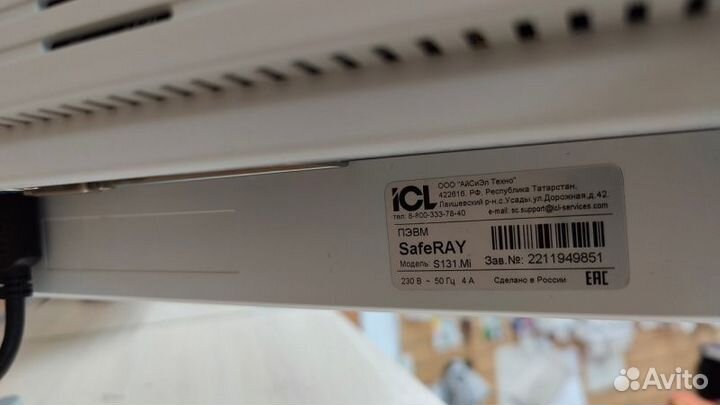 ICL
ООО "АйСиЭл Техно"
422616, РФ, Республика Татарстан,
Лаишевский р-н,с.Усады,ул.Дорожная,д.42.
тел: 8-800-333-78-40 e-mail: sc.support@icl-services.com
ПЭВМ
SafeRAY
Модель: S131.Mi Зав.№: 2211949851
230 В ~ 50 Гц 4 А Сделано в России EAC
Avito